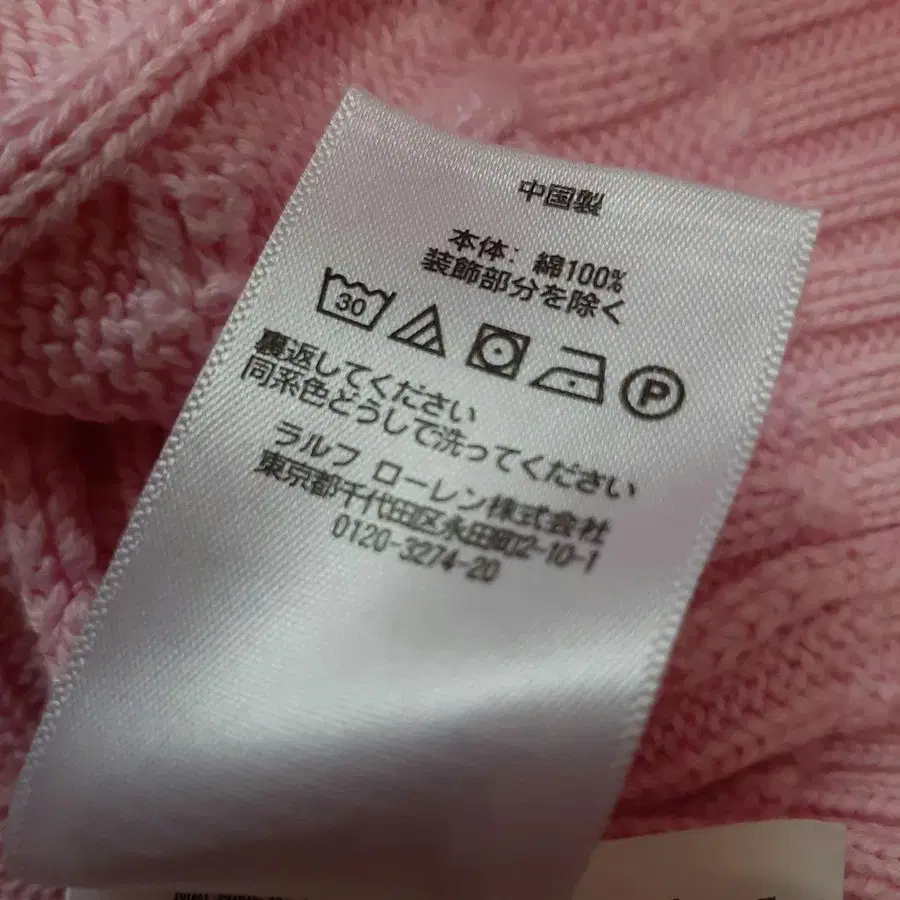 中国製
本体: 綿100%
装飾部分を除く
30
P
裏返してください
同系色どうしで洗ってください
ラルフ ローレン株式会社
東京都千代田区永田町2-10-1
0120-3274-20